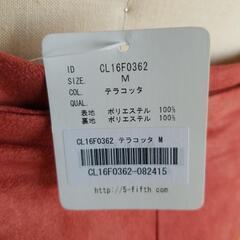 ID CL16F0362
SIZE. M
COL. テラコッタ
QUAL.
表地 ポリエステル 100%
裏地 ポリエステル 100%
CL16F0362 テラコッタ M
CL16F0362-082415
http://5-fifth.com